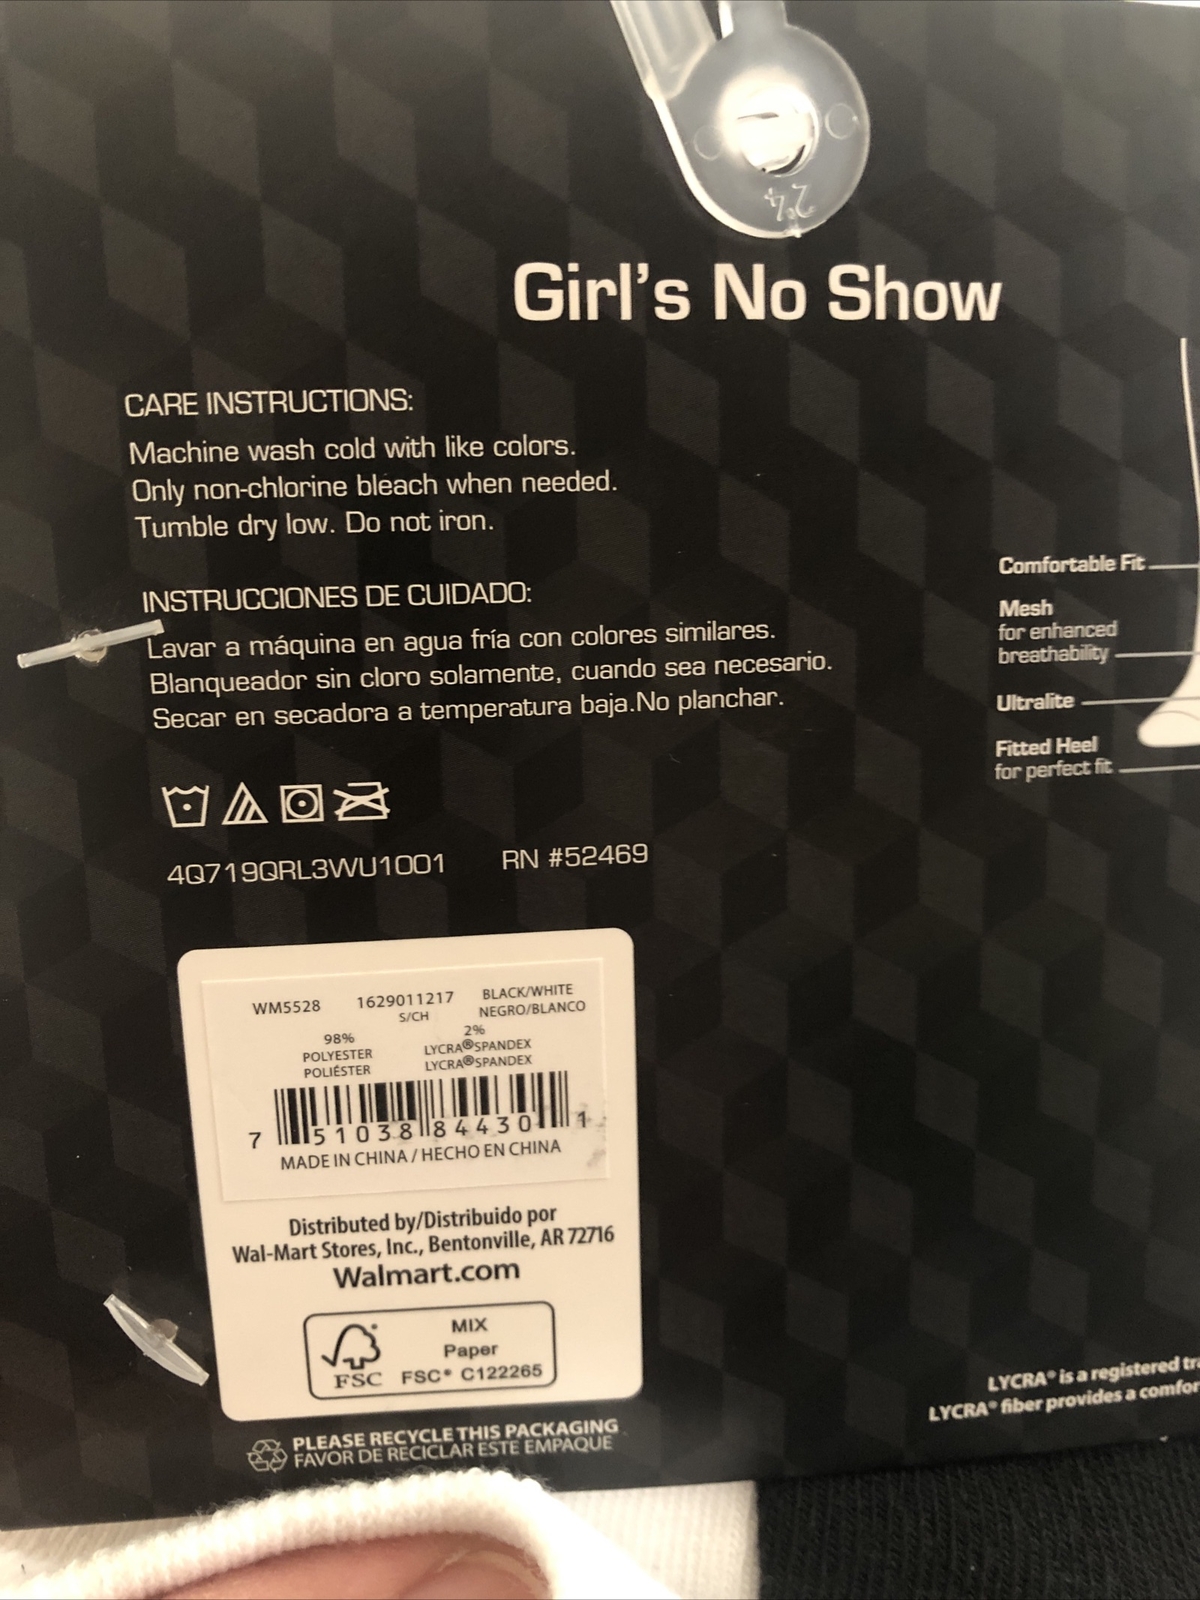 24
Girl's No Show
CARE INSTRUCTIONS:
Machine wash cold with like colors.
Only non-chlorine bleach when needed.
Tumble dry low. Do not iron.
INSTRUCCIONES DE CUIDADO:
Lavar a máquina en agua fría con colores similares.
Blanqueador sin cloro solamente, cuando sea necesario.
Secar en secadora a temperatura baja.No planchar.
Comfortable Fit
Mesh
for enhanced
breathability
Ultralite
Fitted Heel
for perfect fit
4Q719QRL3WU1001 RN #52469
WM5528 1629011217 BLACK/WHITE
S/CH NEGRO/BLANCO
98% 2%
POLYESTER LYCRA®SPANDEX
POLIÉSTER LYCRA®SPANDEX
7 51038 84430 1
MADE IN CHINA / HECHO EN CHINA
Distributed by/Distribuido por
Wal-Mart Stores, Inc., Bentonville, AR 72716
Walmart.com
MIX
Paper
FSC FSC® C122265
PLEASE RECYCLE THIS PACKAGING
FAVOR DE RECICLAR ESTE EMPAQUE
LYCRA® is a registered
LYCRA® fiber provides a